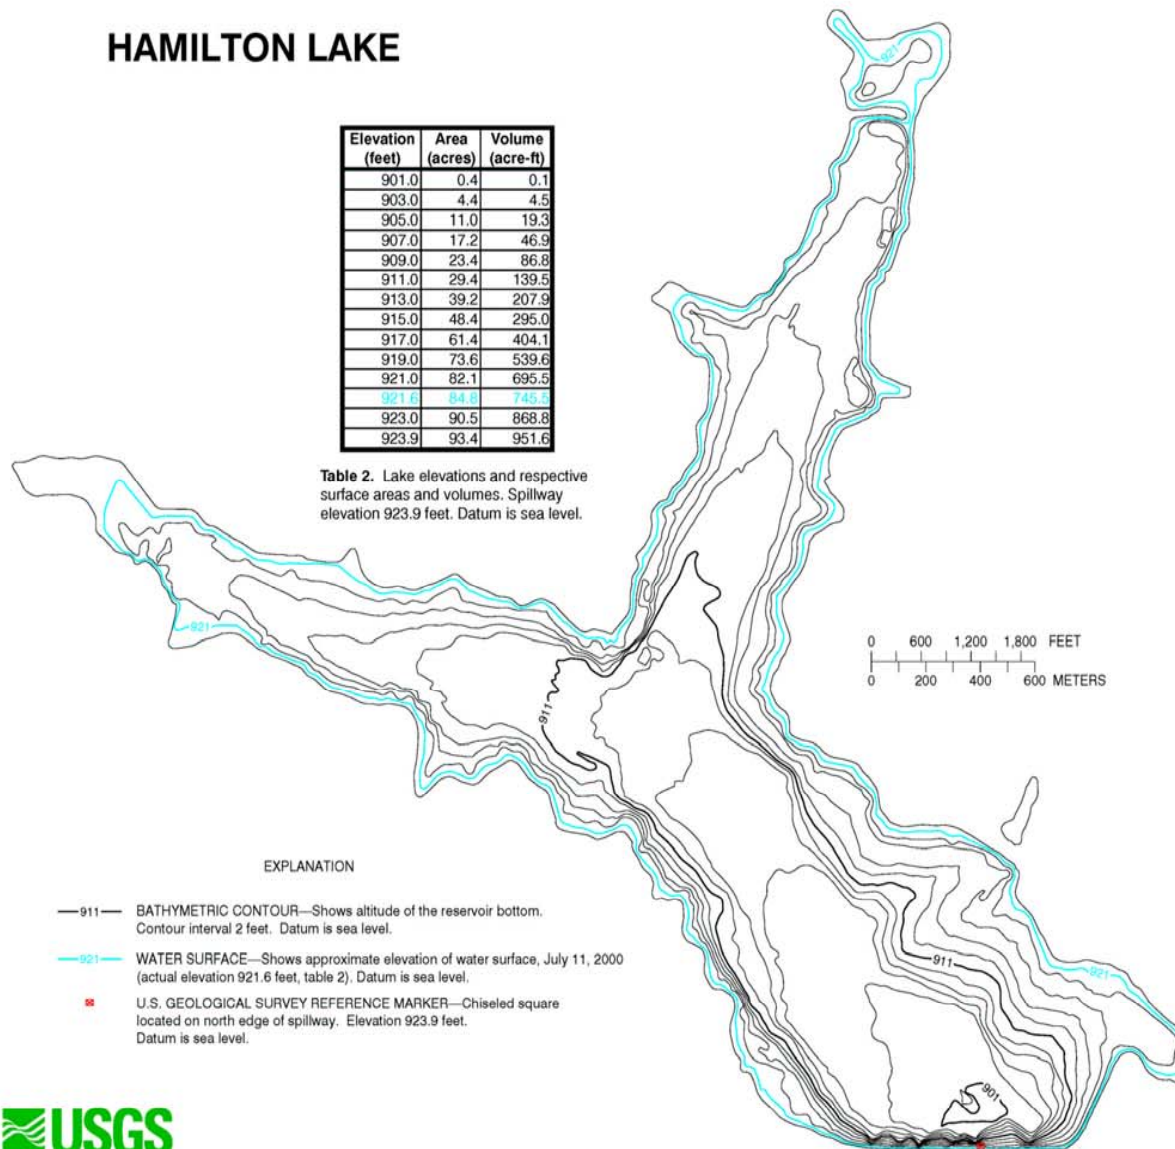 HAMILTON LAKE
921
Elevation (feet) Area (acres) Volume (acre-ft)
901.0 0.4 0.1
903.0 4.4 4.5
905.0 11.0 19.3
907.0 17.2 46.9
909.0 23.4 86.8
911.0 29.4 139.5
913.0 39.2 207.9
915.0 48.4 295.0
917.0 61.4 404.1
919.0 73.6 539.6
921.0 82.1 695.5
921.6 84.8 745.5
923.0 90.5 868.8
923.9 93.4 951.6
Table 2. Lake elevations and respective
surface areas and volumes. Spillway
elevation 923.9 feet. Datum is sea level.
921
0 600 1,200 1,800 FEET
0 200 400 600 METERS
911
EXPLANATION
911 BATHYMETRIC CONTOUR—Shows altitude of the reservoir bottom.
Contour interval 2 feet. Datum is sea level.
921 WATER SURFACE—Shows approximate elevation of water surface, July 11, 2000
(actual elevation 921.6 feet, table 2). Datum is sea level.
U.S. GEOLOGICAL SURVEY REFERENCE MARKER—Chiseled square
located on north edge of spillway. Elevation 923.9 feet.
Datum is sea level.
911
921
901
USGS